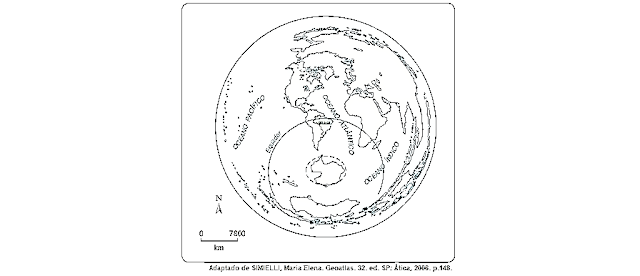 OCEANO PACÍFICO
OCEANO ATLÂNTICO
Equador
OCEANO ÍNDICO
N
0 7600
km
Adaptado de SIMIELLI, Maria Elena. Geoatlas. 32. ed. SP: Ática, 2006. p.148.